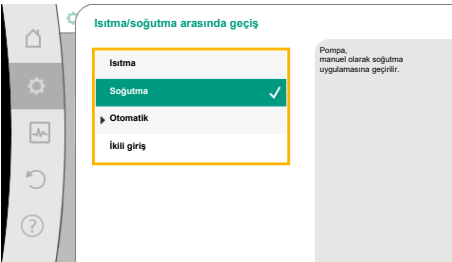 Isıtma/soğutma arasında geçiş
Isıtma
Soğutma
Otomatik
İkili giriş
Pompa,
manuel olarak soğutma
uygulamasına geçirilir.